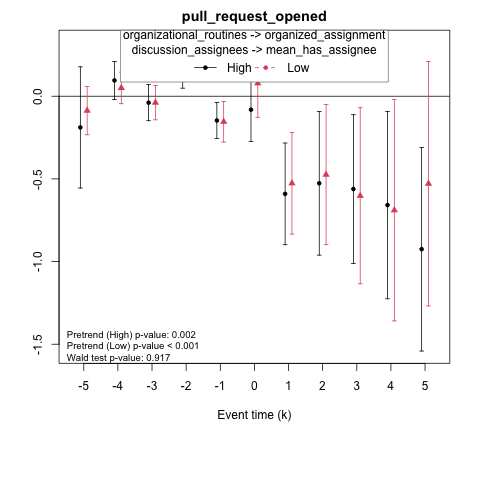 pull_request_opened
organizational_routines -> organized_assignment
discussion_assignees -> mean_has_assignee
High Low
0.0
-0.5
-1.0
-1.5
Pretrend (High) p-value: 0.002
Pretrend (Low) p-value < 0.001
Wald test p-value: 0.917
-5 -4 -3 -2 -1 0 1 2 3 4 5
Event time (k)